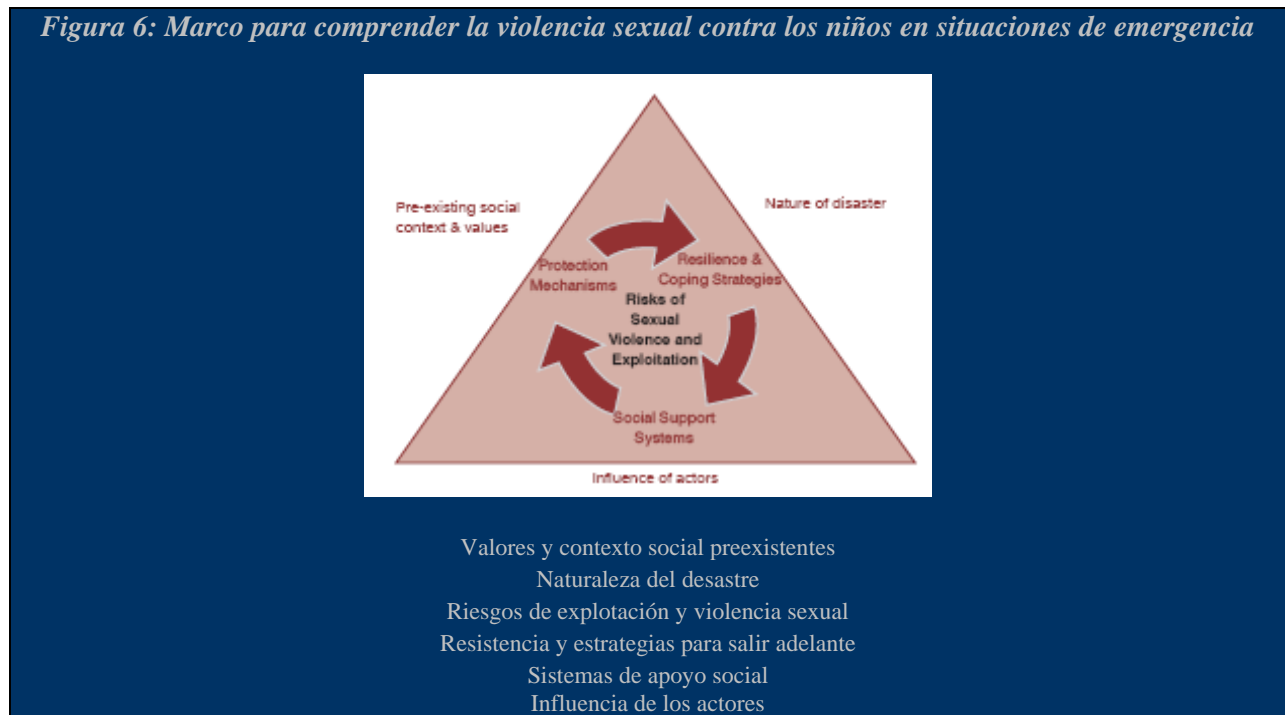 Figura 6: Marco para comprender la violencia sexual contra los niños en situaciones de emergencia
Pre-existing social
context & values
Nature of disaster
Protection
Mechanisms
Resilience &
Coping Strategies
Risks of
Sexual
Violence and
Exploitation
Social Support
Systems
Influence of actors
Valores y contexto social preexistentes
Naturaleza del desastre
Riesgos de explotación y violencia sexual
Resistencia y estrategias para salir adelante
Sistemas de apoyo social
Influencia de los actores